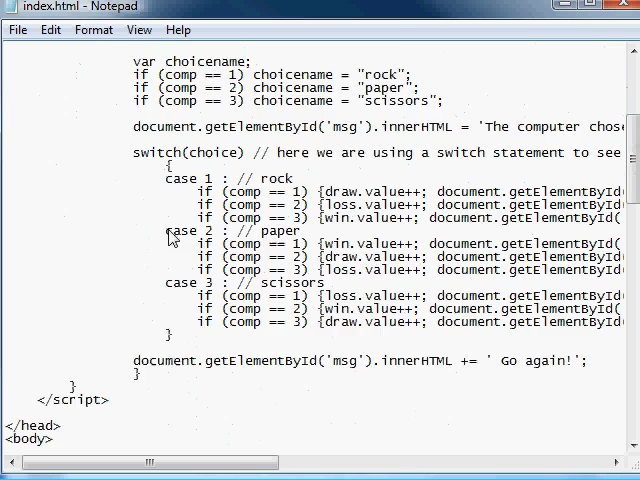 index.html - Notepad
File Edit Format View Help
var choicename;
if (comp == 1) choicename = "rock";
if (comp == 2) choicename = "paper";
if (comp == 3) choicename = "scissors";
document.getElementById('msg').innerHTML = 'The computer chose
switch(choice) // here we are using a switch statement to see
{
case 1 : // rock
if (comp == 1) {draw.value++; document.getElementById
if (comp == 2) {loss.value++; document.getElementById
if (comp == 3) {win.value++; document.getElementById(
case 2 : // paper
if (comp == 1) {win.value++; document.getElementById(
if (comp == 2) {draw.value++; document.getElementById
if (comp == 3) {loss.value++; document.getElementById
case 3 : // scissors
if (comp == 1) {loss.value++; document.getElementById
if (comp == 2) {win.value++; document.getElementById(
if (comp == 3) {draw.value++; document.getElementById
}
document.getElementById('msg').innerHTML += ' Go again!';
}
}
</script>
</head>
<body>